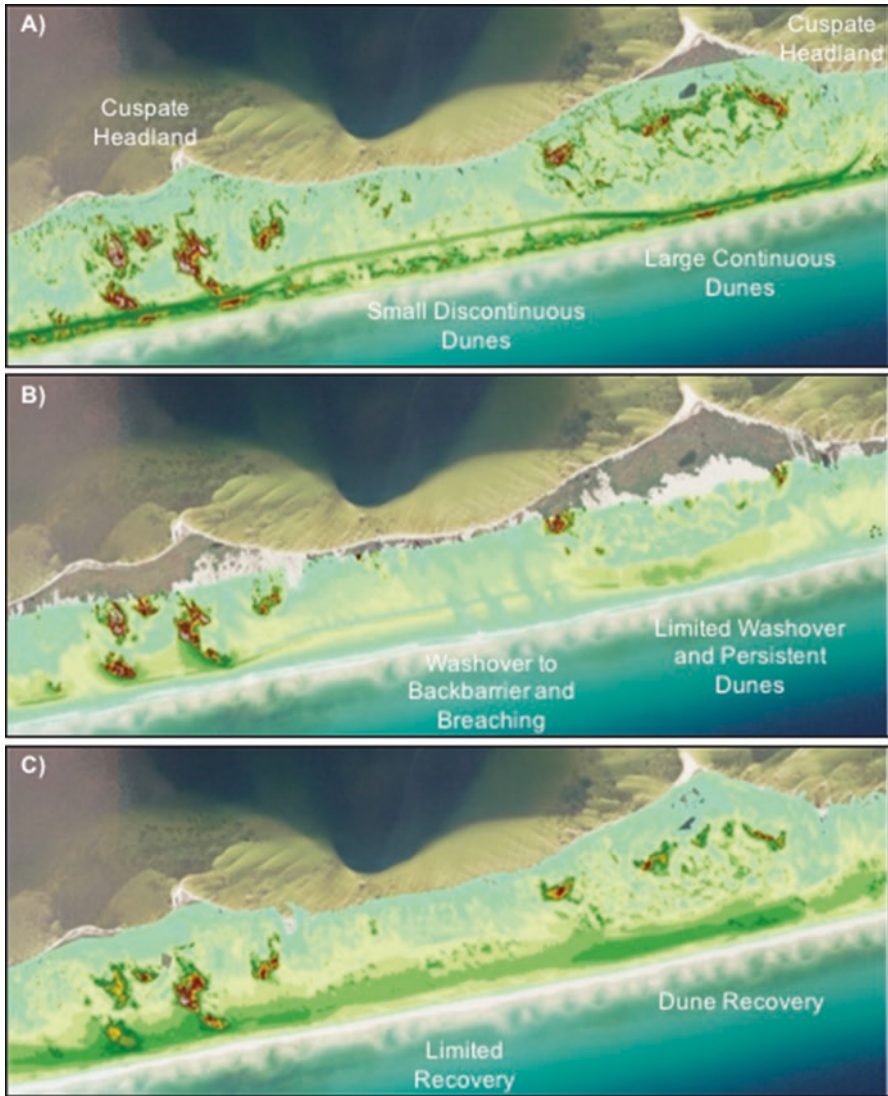 A)
Cuspate
Headland
Cuspate
Headland
Large Continuous
Dunes
Small Discontinuous
Dunes
B)
Limited Washover
and Persistent
Dunes
Washover to
Backbarrier and
Breaching
C)
Dune Recovery
Limited
Recovery